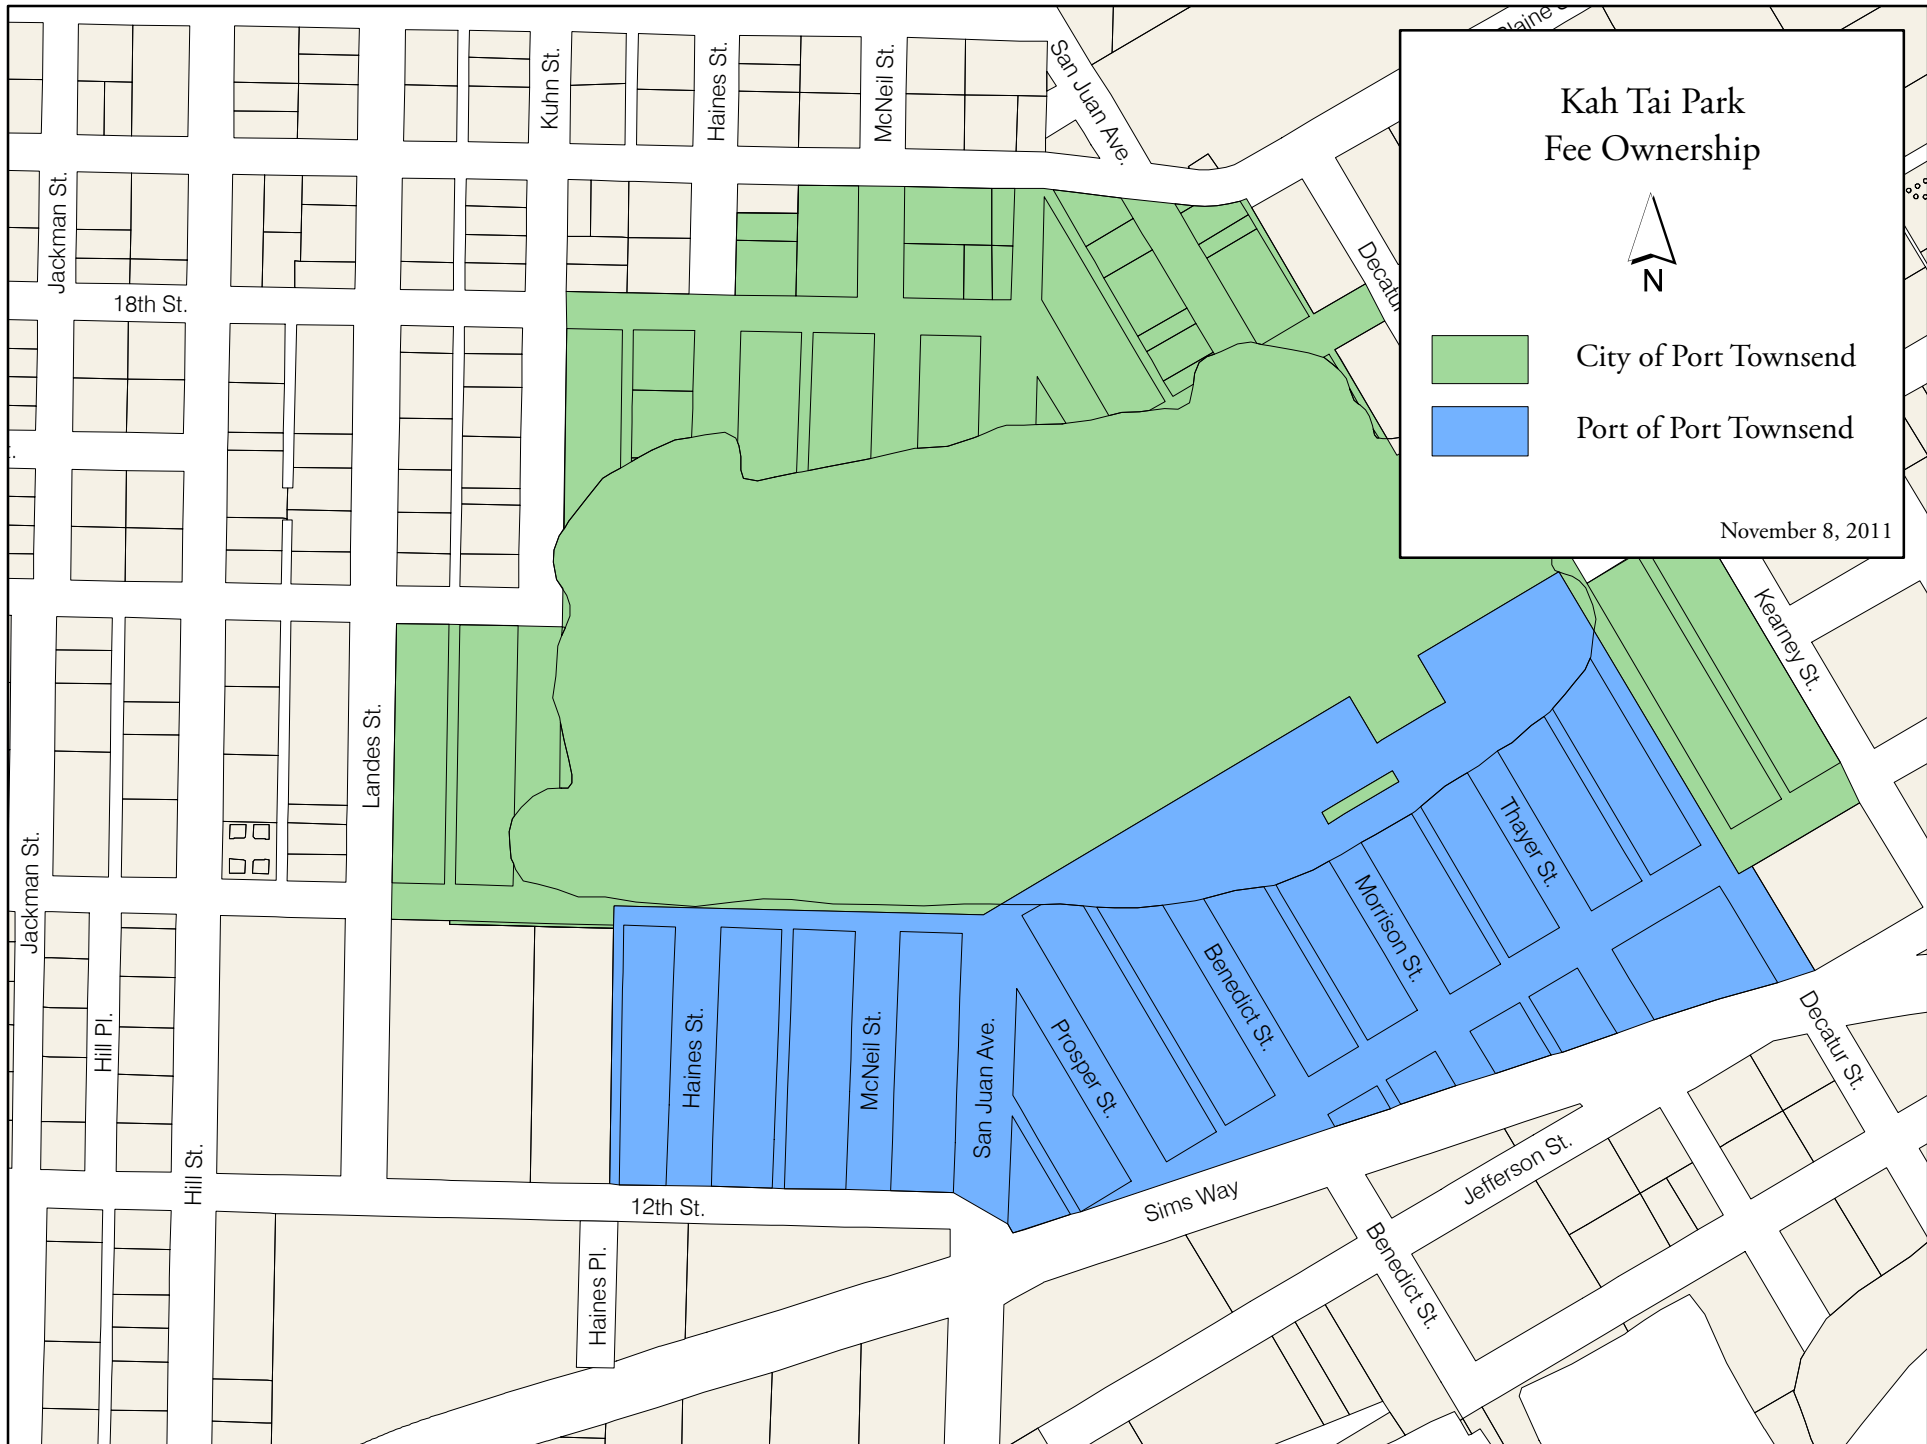 Kah Tai Park
Fee Ownership
N
City of Port Townsend
Port of Port Townsend
November 8, 2011
Kuhn St.
Haines St.
McNeil St.
San Juan Ave.
Jackman St.
18th St.
Kearney St.
Landes St.
Jackman St.
Thayer St.
Morrison St.
Benedict St.
Hill Pl.
Haines St.
McNeil St.
San Juan Ave.
Prosper St.
Decatur St.
Hill St.
12th St.
Sims Way
Jefferson St.
Haines Pl.
Benedict St.